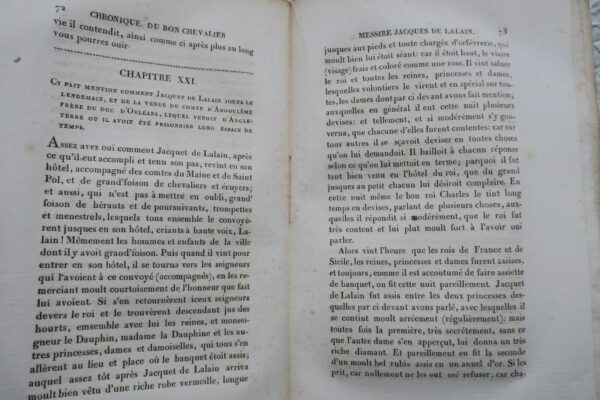 72
CHRONIQUE DU BON CHEVALIER
vie il contendit, ainsi comme ci après plus au long
vous pourrez ouir.
CHAPITRE XXI.
CY FAIT MENTION COMMENT JACQUET DE LALAIN JOUTA LE
LENDEMAIN, ET DE LA VENUE DU COMTE D'ANGOULÊME
FRÈRE DU DUC D'ORLÉANS, LEQUEL VENOIT D'ANGLE-
TERRE OU IL AVOIT ÉTÉ PRISONNIER LONG ESPACE DE
TEMPS.
Assez avez oui comment Jacquet de Lalain, après
ce qu'il eut accompli et tenu son pas, revint en son
hôtel, accompagné des comtes du Maine et de Saint
Pol, et de grand'foison de chevaliers et écuyers;
et aussi, qui n'est pas à mettre en oubli, grand'
foison de hérauts et de poursuivants, trompettes
et menestrels, lesquels tous ensemble le convoyè-
rent jusques en son hôtel, criants à haute voix, La-
lain! Mêmement les hommes et enfants de la ville
dont il y avoit grand'foison. Puis quand il vint pour
entrer en son hôtel, il se tourna vers les seigneurs
qui l'avoient à ce convoyé (accompagnés), en les re-
merciant moult courtoisement de l'honneur que fait
lui avoient. Si s'en retournèrent iceux seigneurs
devers le roi et le trouvèrent descendant jus des
hourts, emsemble avec lui les reines, et monsei-
gneur le Dauphin, madame la Dauphine et les au-
tres princesses, dames et damoiselles, qui tous s'en
allèrent au lieu et place où le banquet étoit assis;
auquel assez tôt après Jacquet de Lalain arriva
moult bien vêtu d'une riche robe vermeille, longue
MESSIRE JACQUES DE LALAIN.
73
jusques aux pieds et toute chargée d'orfévrerie, qui
moult bien lui étoit séant: car avec ce, il avoit le viaire
(visage) frais et coloré comme une rose. Il vint saluer
le roi et toutes les reines, princesses et dames,
lesquelles volontiers le virent et en spécial sur tou-
tes, les dames dont par ci devant avons fait mention;
auxquelles en général il eut cette nuit plusieurs
devises: et tellement, et si modérément s'y gou-
verna, que chacune d'elles furent contentes: car sur
tous autres il se sçavoit deviser de toutes choses
qu'on lui demandoit. Il bailloit à chacun réponse
selon ce qu'on lui mettoit en terme; parquoi il fut
tant bien venu en l'hôtel du roi, que du grand
jusques au petit chacun lui désiroit complaire. En
cette nuit même le bon roi Charles le tint long
temps en devises, parlant de plusieurs choses, aux-
quelles il répondit si modérément, que le roi fut
très content et lui plut moult fort à l'avoir oui
parler.
Alors vint l'heure que les rois de France et de
Sicile, les reines, princesses et dames furent assises,
et toujours, comme il est accoutumé de faire assiette
de banquet, on fit cette nuit pareillement. Jacquet
de Lalain fut assis entre les deux princesses des-
quelles par ci devant avons parlé, avec lesquelles il
se contint moult arréement (régulièrement): mais
toutes fois la première, très secrétement, sans ce
que l'autre dame s'en apperçut, lui donna un très
riche diamant. Et pareillement en fit la seconde
d'un moult bel rubis assis en un annel d'or. Si les
prit, car nullement ne les eut osé refuser; car cha-